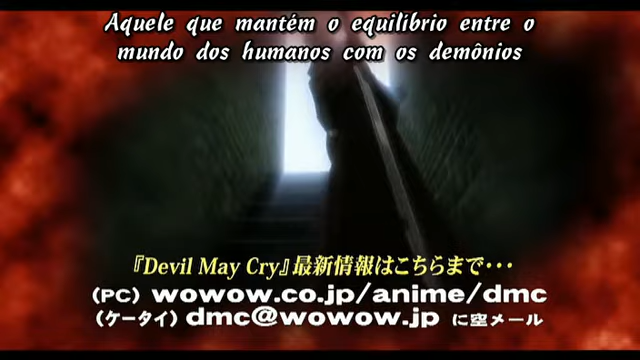 Aquele que mantém o equilíbrio entre o
mundo dos humanos com os demônios
『Devil May Cry』最新情報はこちらまで・・・
（PC） wowow.co.jp/anime/dmc
（ケータイ）dmc@wowow.jp に空メール